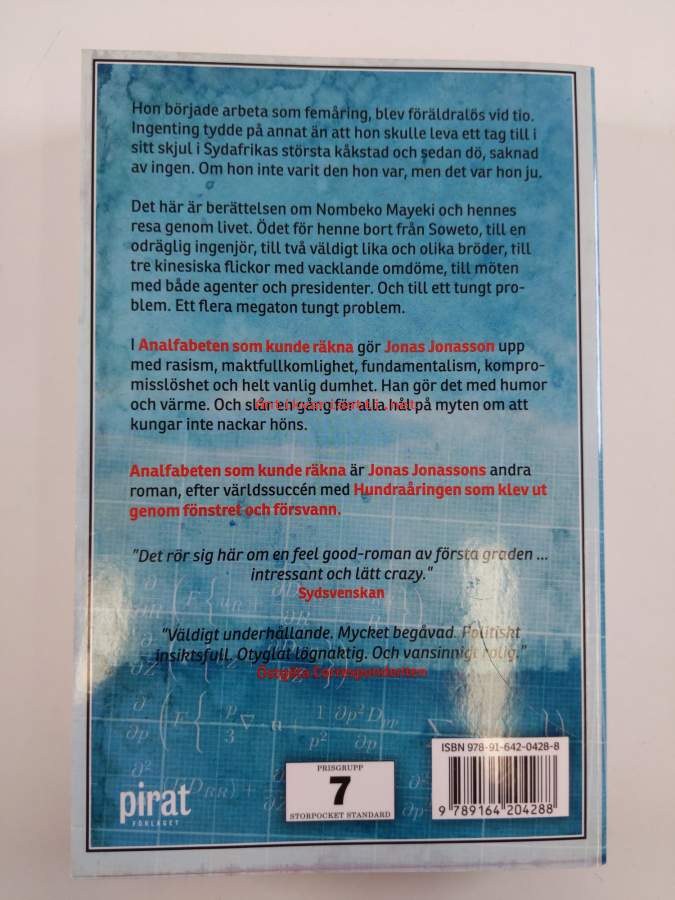 Hon började arbeta som femåring, blev föräldralös vid tio.
Ingenting tydde på annat än att hon skulle leva ett tag till i
sitt skjul i Sydafrikas största kåkstad och sedan dö, saknad
av ingen. Om hon inte varit den hon var, men det var hon ju.
Det här är berättelsen om Nombeko Mayeki och hennes
resa genom livet. Ödet för henne bort från Soweto, till en
odräglig ingenjör, till två väldigt lika och olika bröder, till
tre kinesiska flickor med vacklande omdöme, till möten
med både agenter och presidenter. Och till ett tungt pro-
blem. Ett flera megaton tungt problem.
I Analfabeten som kunde räkna gör Jonas Jonasson upp
med rasism, maktfullkomlighet, fundamentalism, kompro-
misslöshet och helt vanlig dumhet. Han gör det med humor
och värme. Och slår en gång för alla hål på myten om att
kungar inte nackar höns.
Analfabeten som kunde räkna är Jonas Jonassons andra
roman, efter världssuccén med Hundraåringen som klev ut
genom fönstret och försvann.
"Det rör sig här om en feel good-roman av första graden ...
intressant och lätt crazy."
Sydsvenskan
"Väldigt underhållande. Mycket begåvad. Politiskt
insiktsfull. Otyglat lögnaktig. Och vansinnigt rolig."
Östgöta Correspondenten
pirat
FÖRLAGET
PRISGRUPP
7
STORPOCKET STANDARD
ISBN 978-91-642-0428-8
9 789164 204288